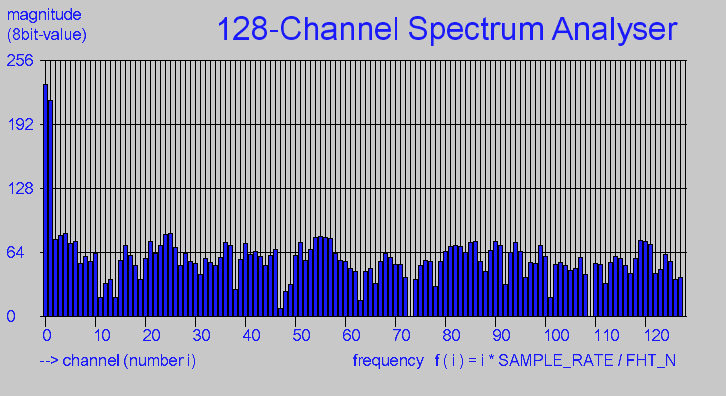 magnitude
(8bit-value)
128-Channel Spectrum Analyser
256
192
128
64
0
0 10 20 30 40 50 60 70 80 90 100 110 120
--> channel (number i) frequency f ( i ) = i * SAMPLE_RATE / FHT_N